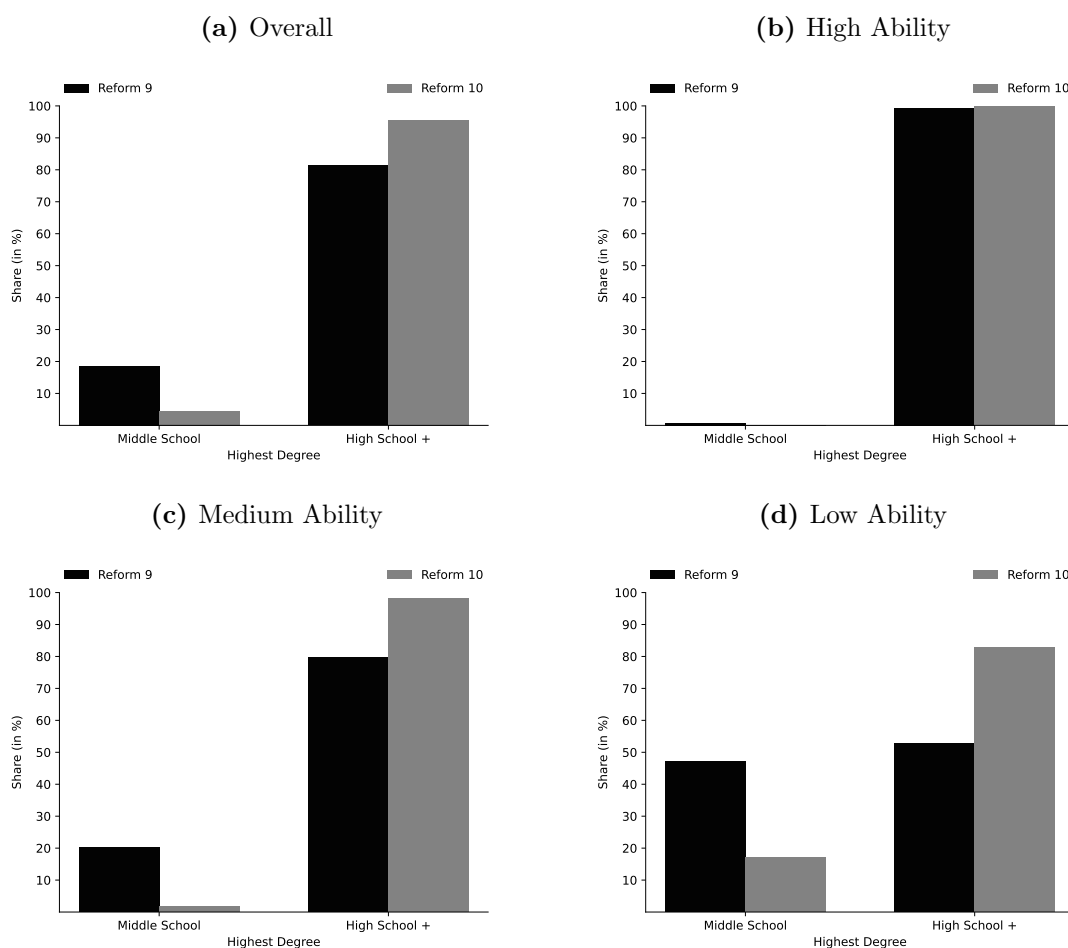 (a) Overall
Reform 9
Reform 10
100
90
80
70
60
50
40
30
20
10
Share (in %)
Middle School
High School +
Highest Degree
(b) High Ability
Reform 9
Reform 10
100
90
80
70
60
50
40
30
20
10
Share (in %)
Middle School
High School +
Highest Degree
(c) Medium Ability
Reform 9
Reform 10
100
90
80
70
60
50
40
30
20
10
Share (in %)
Middle School
High School +
Highest Degree
(d) Low Ability
Reform 9
Reform 10
100
90
80
70
60
50
40
30
20
10
Share (in %)
Middle School
High School +
Highest Degree